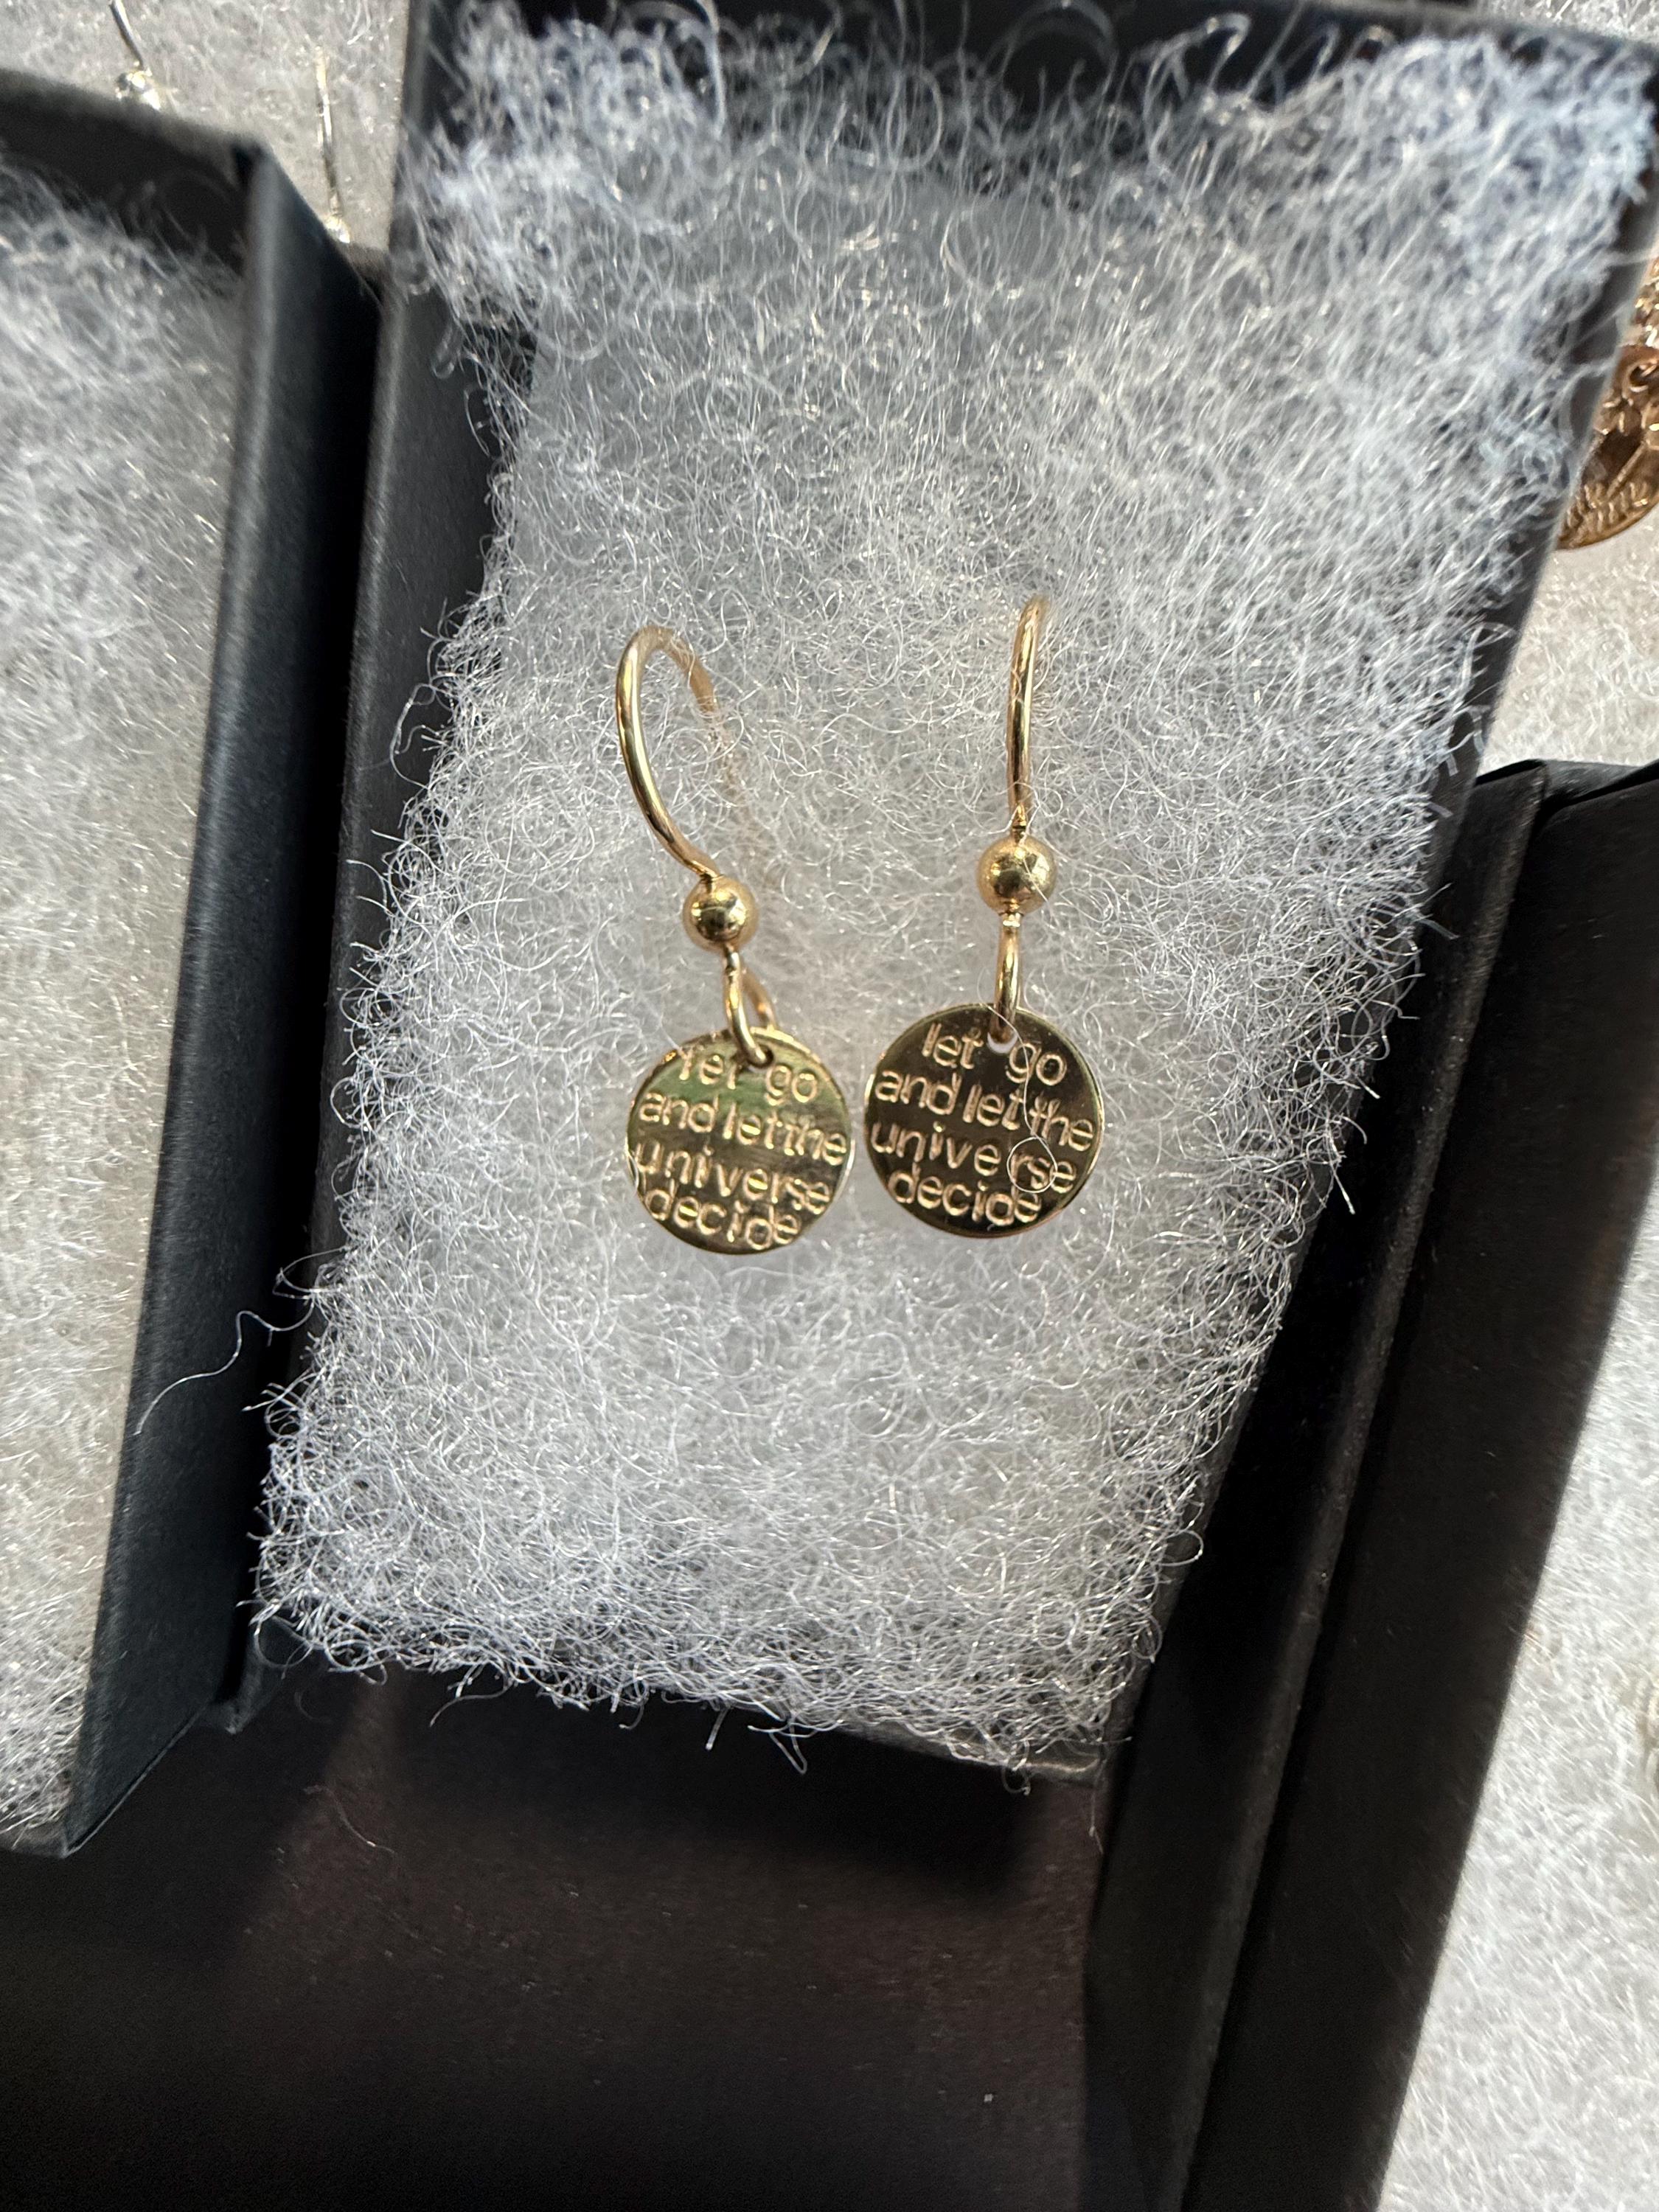 let go
and let the
universe
decide
let go
and let the
universe
decide